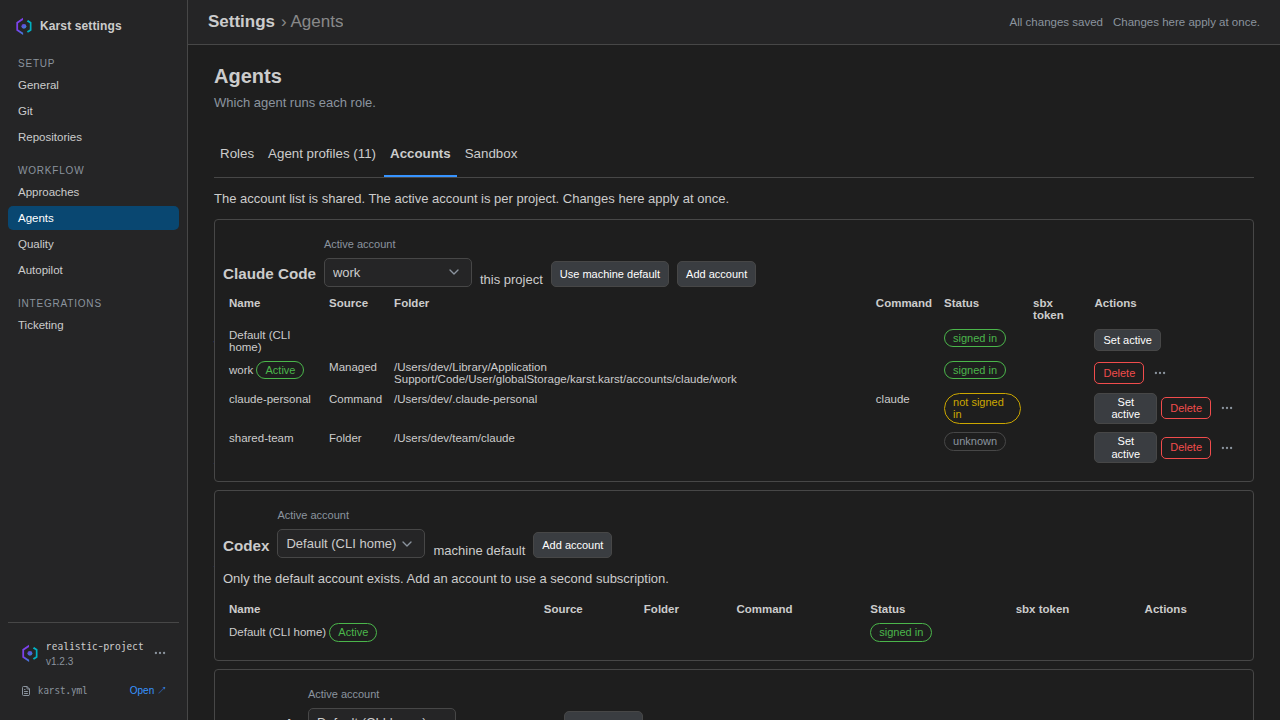 Karst settings
Settings › Agents
All changes saved Changes here apply at once.
SETUP
General
Git
Repositories
WORKFLOW
Approaches
Agents
Quality
Autopilot
INTEGRATIONS
Ticketing
realistic-project
v1.2.3
karst.yml
Open ↗
Agents
Which agent runs each role.
Roles Agent profiles (11) Accounts Sandbox
The account list is shared. The active account is per project. Changes here apply at once.
Active account
Claude Code work this project Use machine default Add account
Name Source Folder Command Status sbx token Actions
Default (CLI home) signed in Set active
work Active Managed /Users/dev/Library/Application Support/Code/User/globalStorage/karst.karst/accounts/claude/work signed in Delete
claude-personal Command /Users/dev/.claude-personal claude not signed in Set active Delete
shared-team Folder /Users/dev/team/claude unknown Set active Delete
Active account
Codex Default (CLI home) machine default Add account
Only the default account exists. Add an account to use a second subscription.
Name Source Folder Command Status sbx token Actions
Default (CLI home) Active signed in
Active account